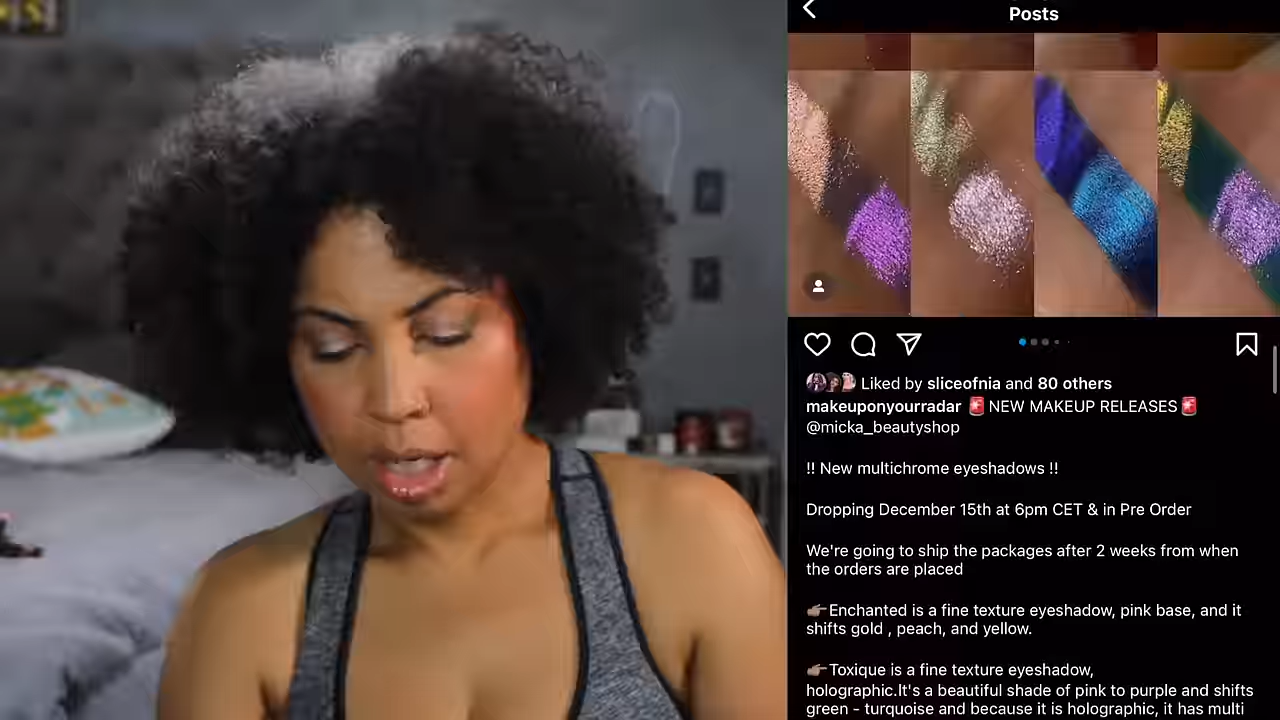 Posts
Liked by sliceofnia and 80 others
makeuponyourradar 🚨NEW MAKEUP RELEASES🚨
@micka_beautyshop
!! New multichrome eyeshadows !!
Dropping December 15th at 6pm CET & in Pre Order
We're going to ship the packages after 2 weeks from when
the orders are placed
👉🏽Enchanted is a fine texture eyeshadow, pink base, and it
shifts gold , peach, and yellow.
👉🏽Toxique is a fine texture eyeshadow,
holographic.It's a beautiful shade of pink to purple and shifts
green - turquoise and because it is holographic, it has multi